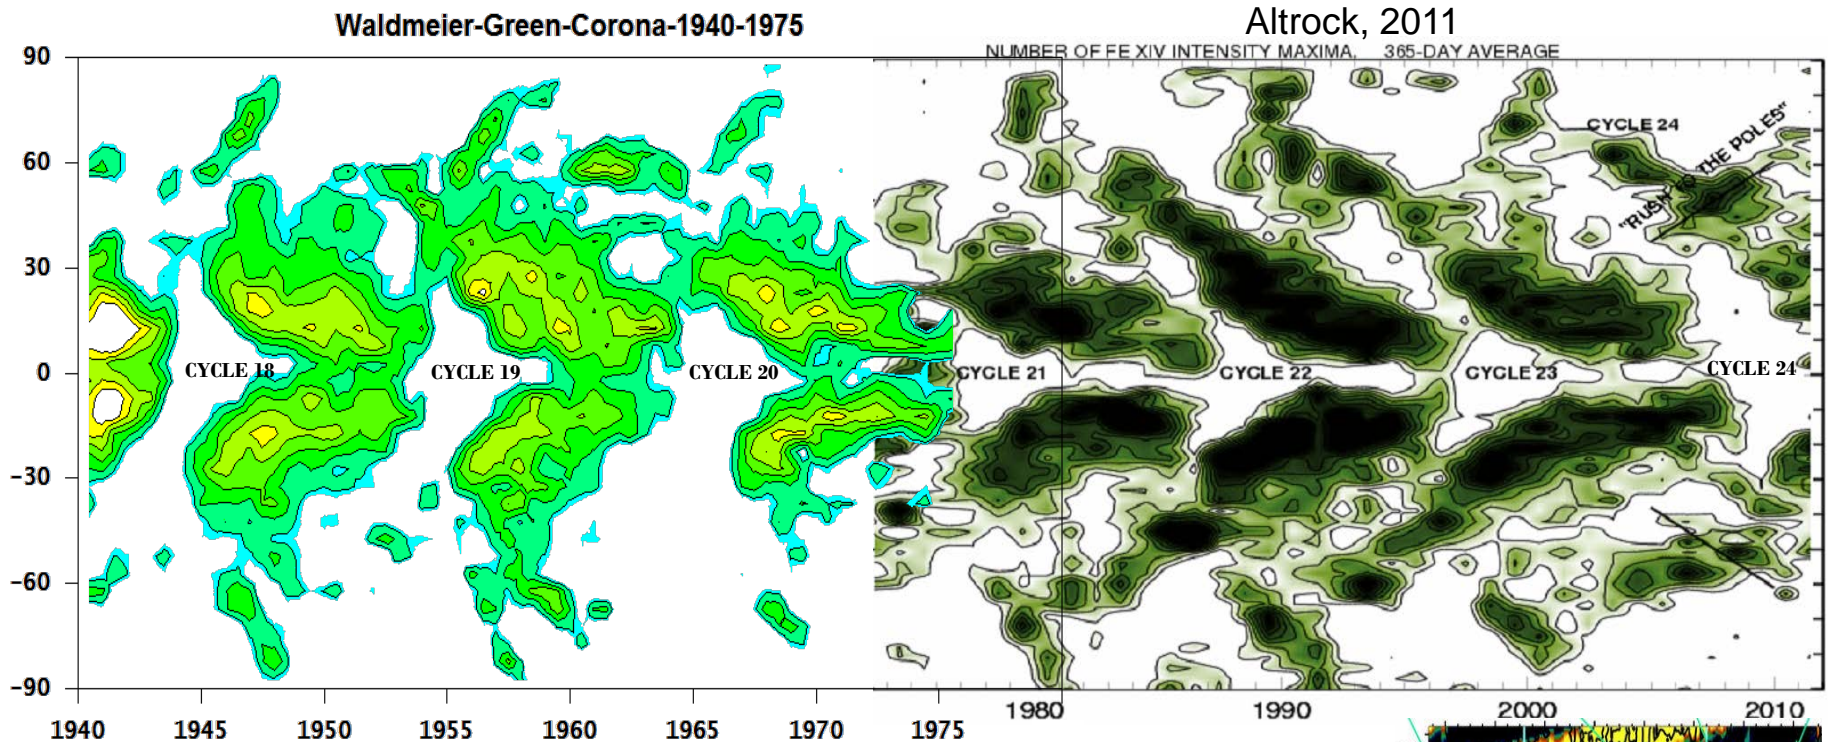 Waldmeier-Green-Corona-1940-1975
Altrock, 2011
NUMBER OF FE XIV INTENSITY MAXIMA, 365-DAY AVERAGE
90
60
30
0
-30
-60
-90
CYCLE 18
CYCLE 19
CYCLE 20
CYCLE 21
CYCLE 22
CYCLE 23
CYCLE 24
CYCLE 24
"RUSH TO THE POLES"
1940
1945
1950
1955
1960
1965
1970
1975
1980
1990
2000
2010